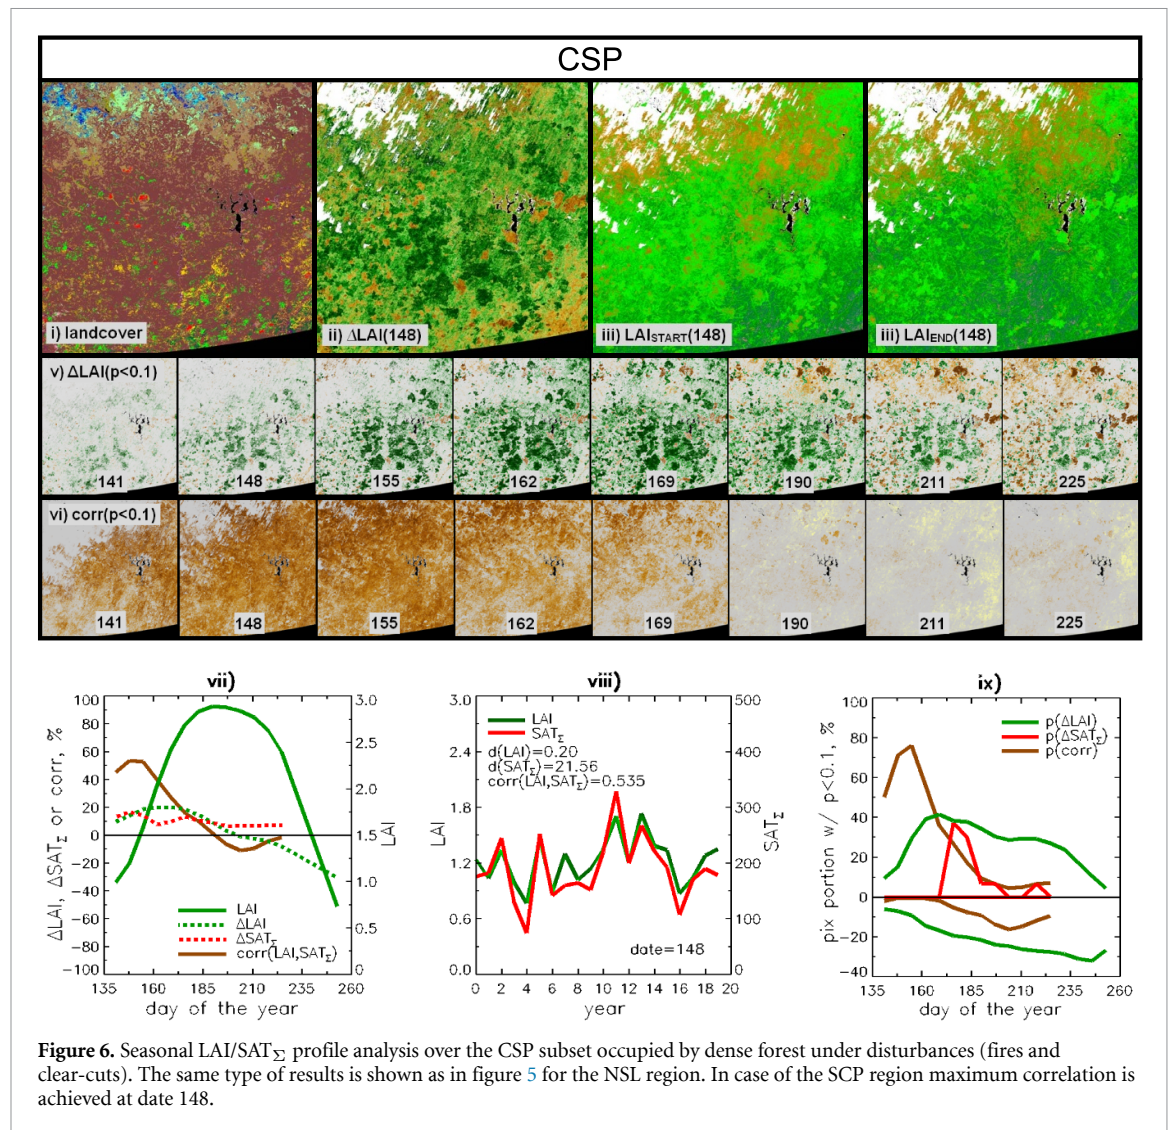 CSP
i) landcover
ii) ΔLAI(148)
iii) LAISTART(148)
iii) LAIEND(148)
v) ΔLAI(p<0.1)
141
148
155
162
169
190
211
225
vi) corr(p<0.1)
141
148
155
162
169
190
211
225
vii)
ΔLAI, ΔSATΣ or corr, %
100
80
60
40
20
0
−20
−40
−60
−80
−100
LAI
ΔLAI
ΔSATΣ
corr(LAI,SATΣ)
3.0
2.5
2.0
1.5
1.0
0.5
0
LAI
135 160 185 210 235 260
day of the year
viii)
LAI
3.0
2.4
1.8
1.2
0.6
0.0
LAI
SATΣ
d(LAI)=0.20
d(SATΣ)=21.56
corr(LAI,SATΣ)=0.535
date=148
500
400
300
200
100
0
SATΣ
0 2 4 6 8 10 12 14 16 18 20
year
ix)
pix portion w/ p<0.1, %
100
80
60
40
20
0
−20
−40
p(ΔLAI)
p(ΔSATΣ)
p(corr)
135 160 185 210 235 260
day of the year
Figure 6. Seasonal LAI/SATΣ profile analysis over the CSP subset occupied by dense forest under disturbances (fires and
clear-cuts). The same type of results is shown as in figure 5 for the NSL region. In case of the SCP region maximum correlation is
achieved at date 148.